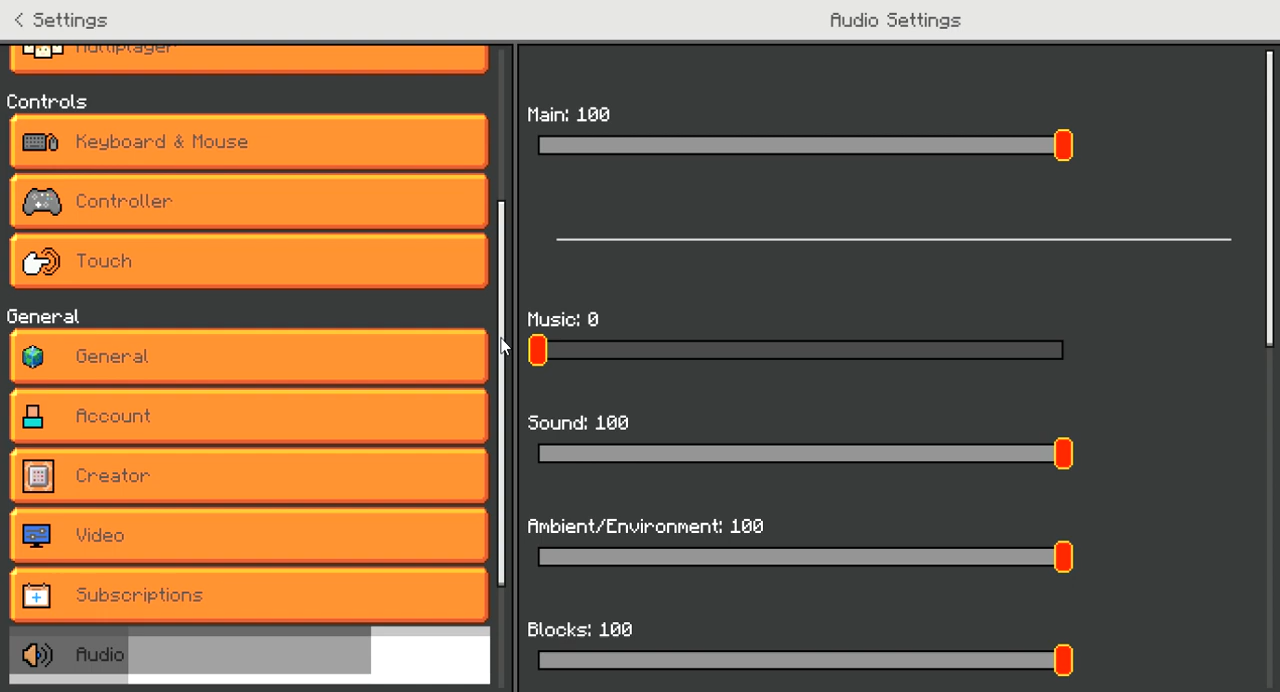 Settings
Audio Settings
Multiplayer
Controls
Keyboard & Mouse
Controller
Touch
General
General
Account
Creator
Video
Subscriptions
Audio
Main: 100
Music: 0
Sound: 100
Ambient/Environment: 100
Blocks: 100